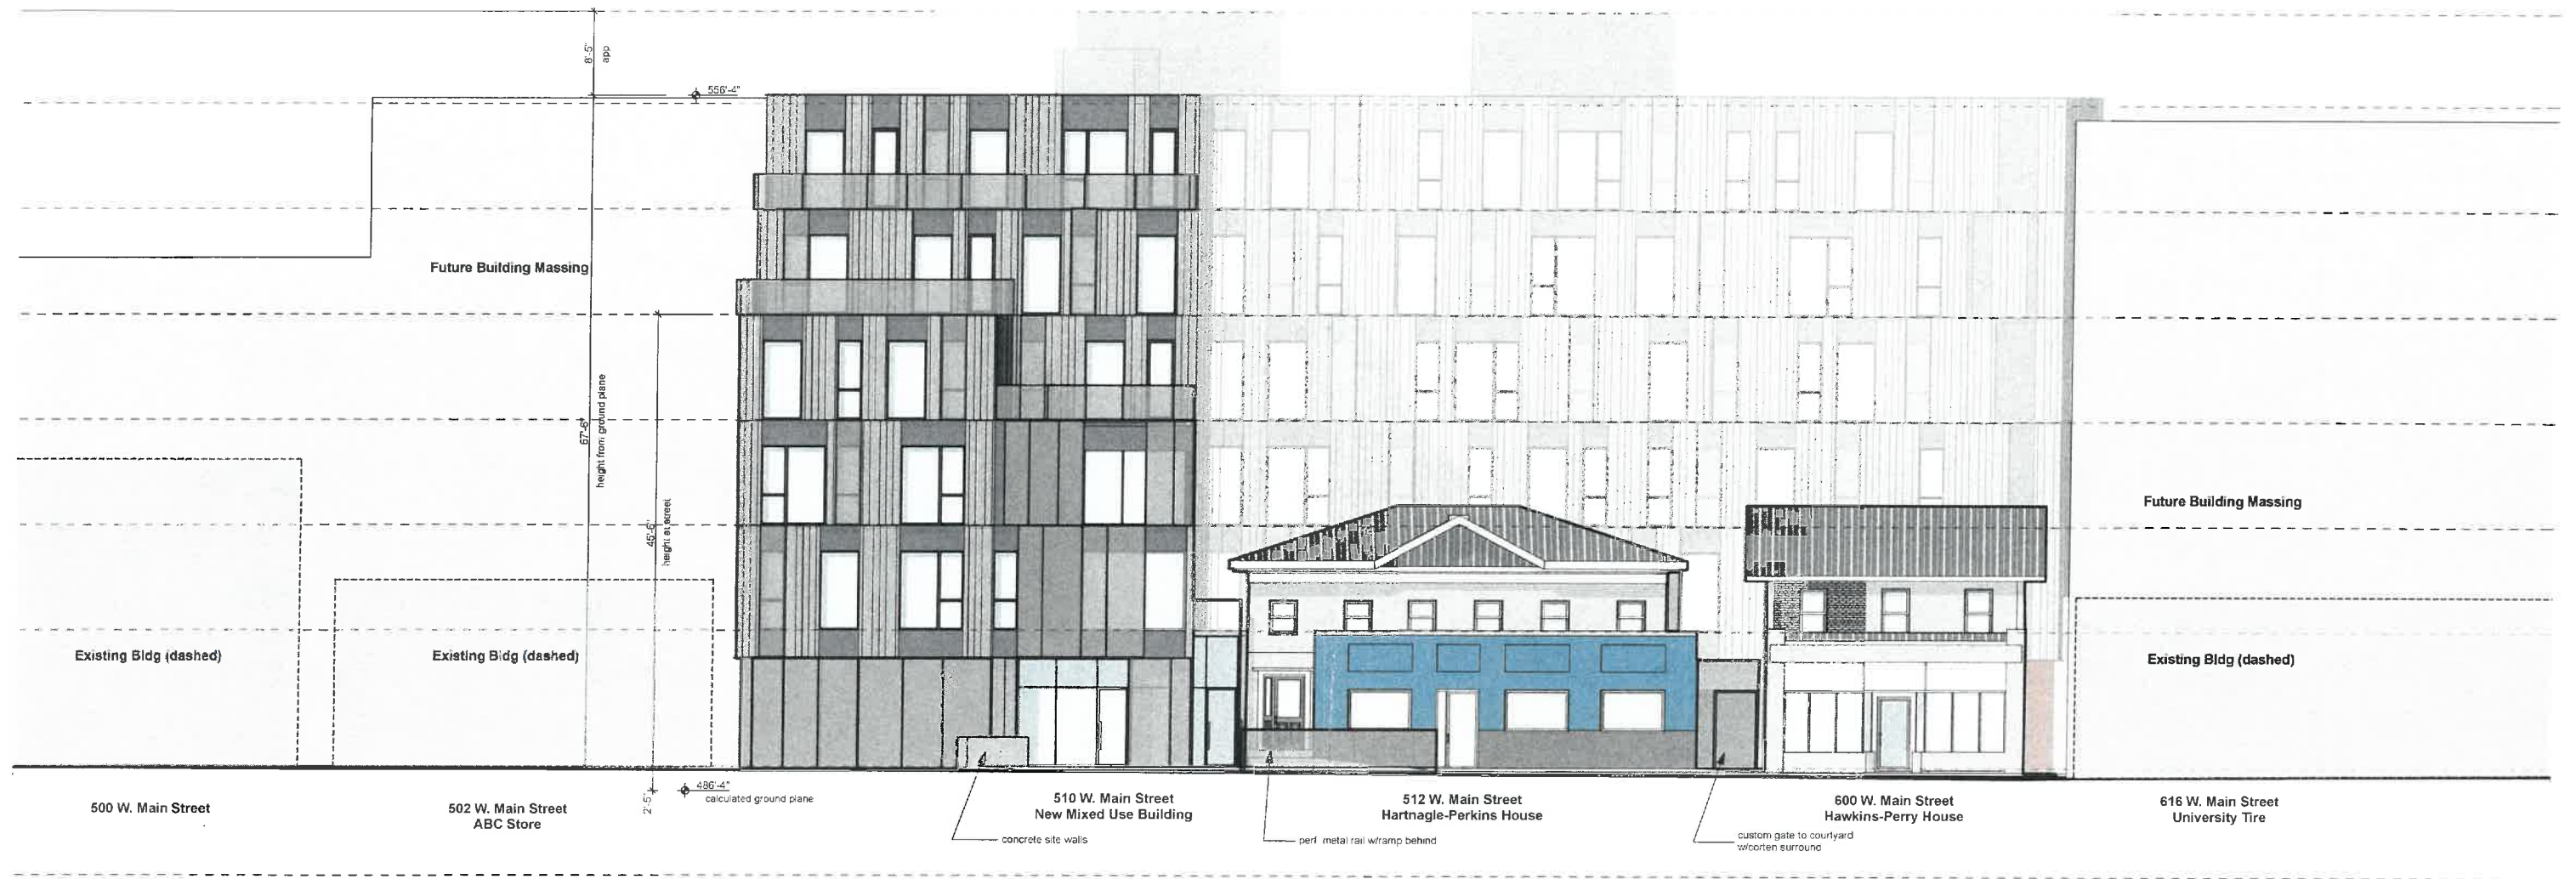 8'-5"
app
556'-4"
Future Building Massing
67'-6"
height from ground plane
45'-6"
height at street
Future Building Massing
Existing Bldg (dashed)
Existing Bldg (dashed)
Existing Bldg (dashed)
2'-5"
486'-4"
calculated ground plane
500 W. Main Street
502 W. Main Street
ABC Store
510 W. Main Street
New Mixed Use Building
512 W. Main Street
Hartnagle-Perkins House
600 W. Main Street
Hawkins-Perry House
616 W. Main Street
University Tire
concrete site walls
perf metal rail w/ramp behind
custom gate to courtyard
w/corten surround